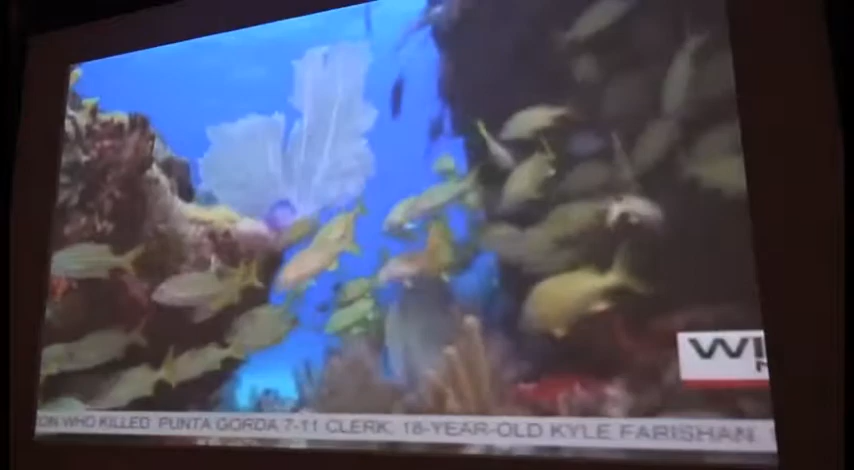 WI
N
ON WHO KILLED PUNTA GORDA 7-11 CLERK, 18-YEAR-OLD KYLE FARISHAN.